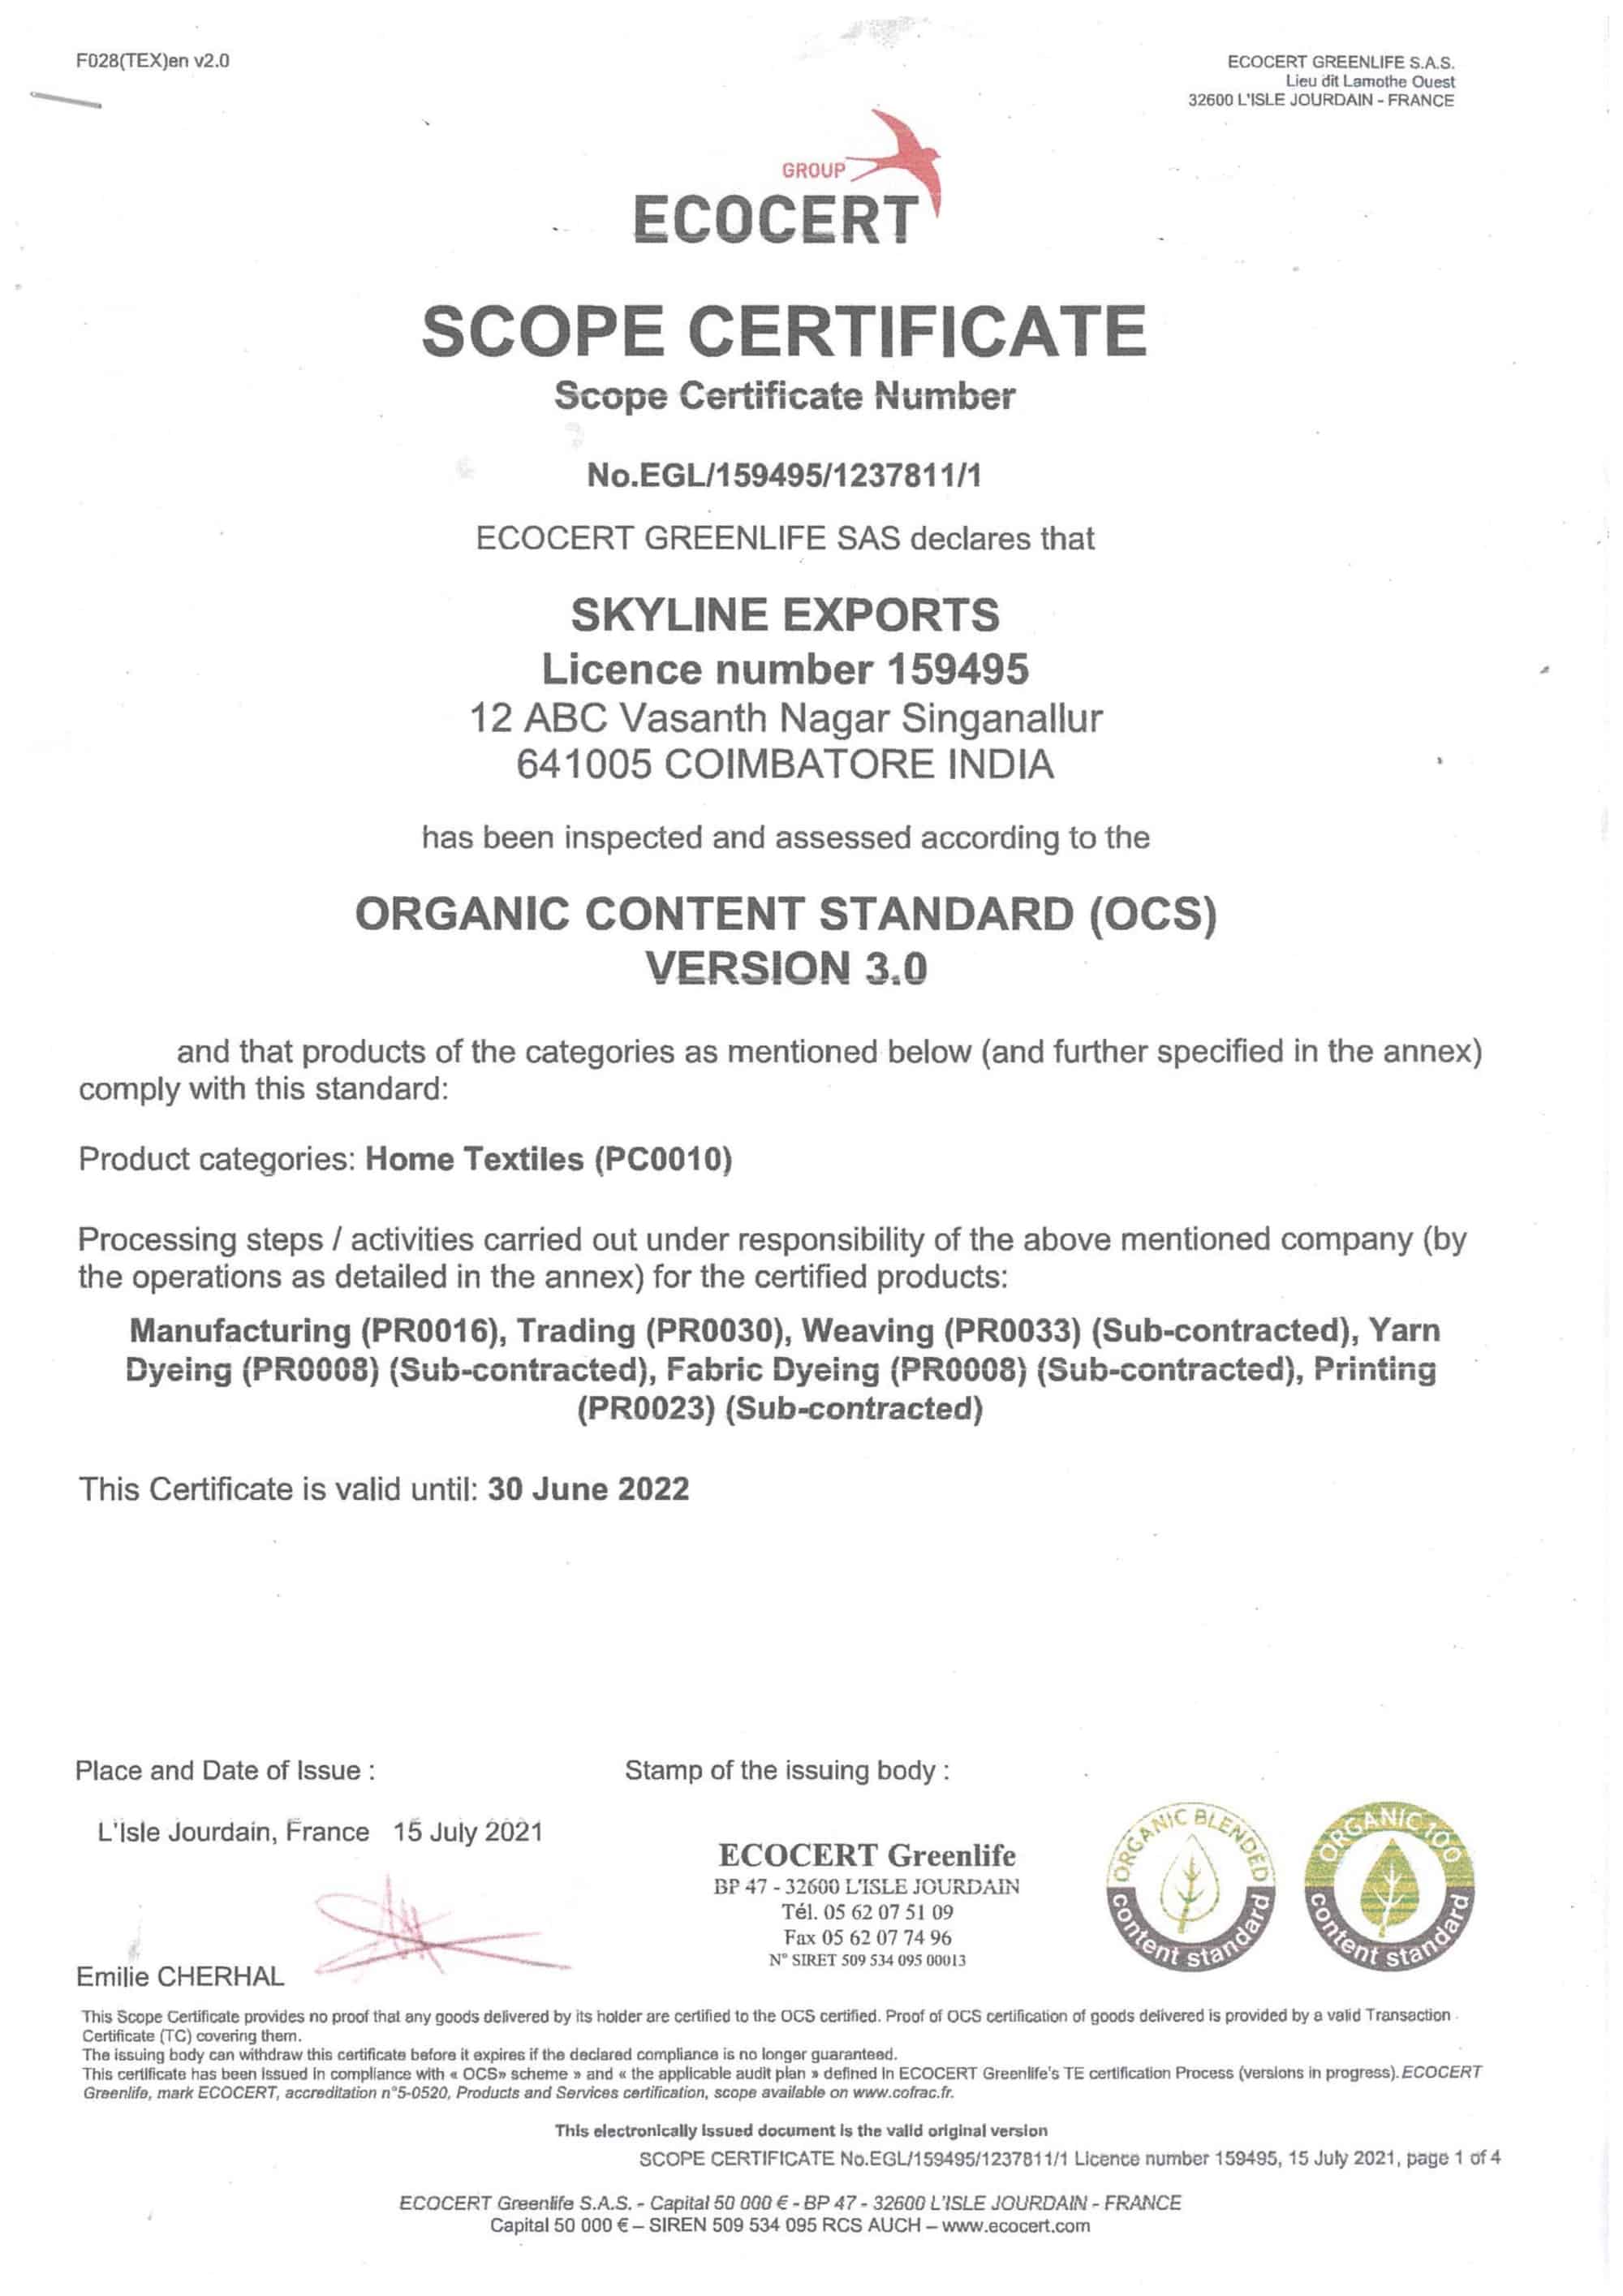 F028(TEX)en v2.0
ECOCERT GREENLIFE S.A.S.
Lieu dit Lamothe Ouest
32600 L'ISLE JOURDAIN - FRANCE
GROUP
ECOCERT
SCOPE CERTIFICATE
Scope Certificate Number
No.EGL/159495/1237811/1
ECOCERT GREENLIFE SAS declares that
SKYLINE EXPORTS
Licence number 159495
12 ABC Vasanth Nagar Singanallur
641005 COIMBATORE INDIA
has been inspected and assessed according to the
ORGANIC CONTENT STANDARD (OCS)
VERSION 3.0
and that products of the categories as mentioned below (and further specified in the annex)
comply with this standard:
Product categories: Home Textiles (PC0010)
Processing steps / activities carried out under responsibility of the above mentioned company (by
the operations as detailed in the annex) for the certified products:
Manufacturing (PR0016), Trading (PR0030), Weaving (PR0033) (Sub-contracted), Yarn
Dyeing (PR0008) (Sub-contracted), Fabric Dyeing (PR0008) (Sub-contracted), Printing
(PR0023) (Sub-contracted)
This Certificate is valid until: 30 June 2022
Place and Date of Issue :
Stamp of the issuing body :
L'Isle Jourdain, France 15 July 2021
ECOCERT Greenlife
BP 47 - 32600 L'ISLE JOURDAIN
Tél. 05 62 07 51 09
Fax 05 62 07 74 96
N° SIRET 509 534 095 00013
ORGANIC BLENDED
content standard
ORGANIC 100
content standard
Emilie CHERHAL
This Scope Certificate provides no proof that any goods delivered by its holder are certified to the OCS certified. Proof of OCS certification of goods delivered is provided by a valid Transaction
Certificate (TC) covering them.
The issuing body can withdraw this certificate before it expires if the declared compliance is no longer guaranteed.
This certificate has been issued in compliance with « OCS» scheme » and « the applicable audit plan » defined in ECOCERT Greenlife's TE certification Process (versions in progress). ECOCERT
Greenlife, mark ECOCERT, accreditation n°5-0520, Products and Services certification, scope available on www.cofrac.fr.
This electronically issued document is the valid original version
SCOPE CERTIFICATE No.EGL/159495/1237811/1 Licence number 159495, 15 July 2021, page 1 of 4
ECOCERT Greenlife S.A.S. - Capital 50 000 € - BP 47 - 32600 L'ISLE JOURDAIN - FRANCE
Capital 50 000 € – SIREN 509 534 095 RCS AUCH – www.ecocert.com